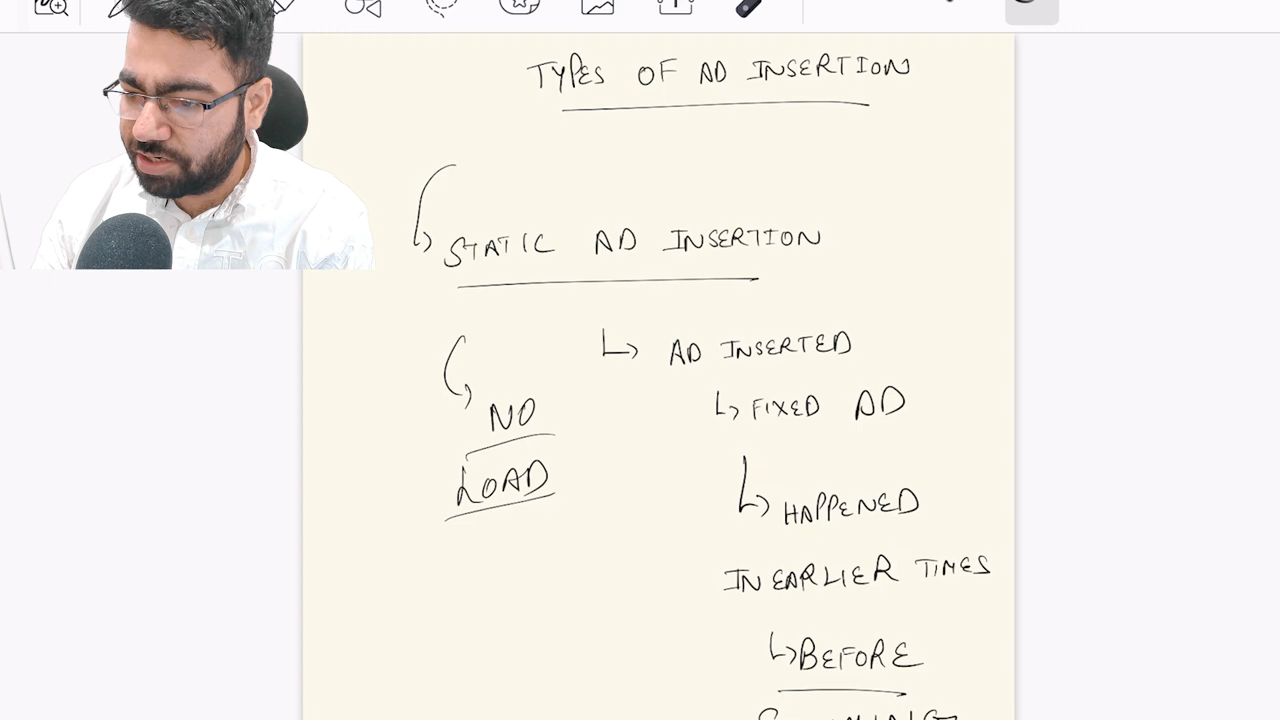 TYPES OF AD INSERTION
STATIC AD INSERTION
AD INSERTED
FIXED AD
NO
LOAD
HAPPENED
IN EARLIER TIMES
BEFORE